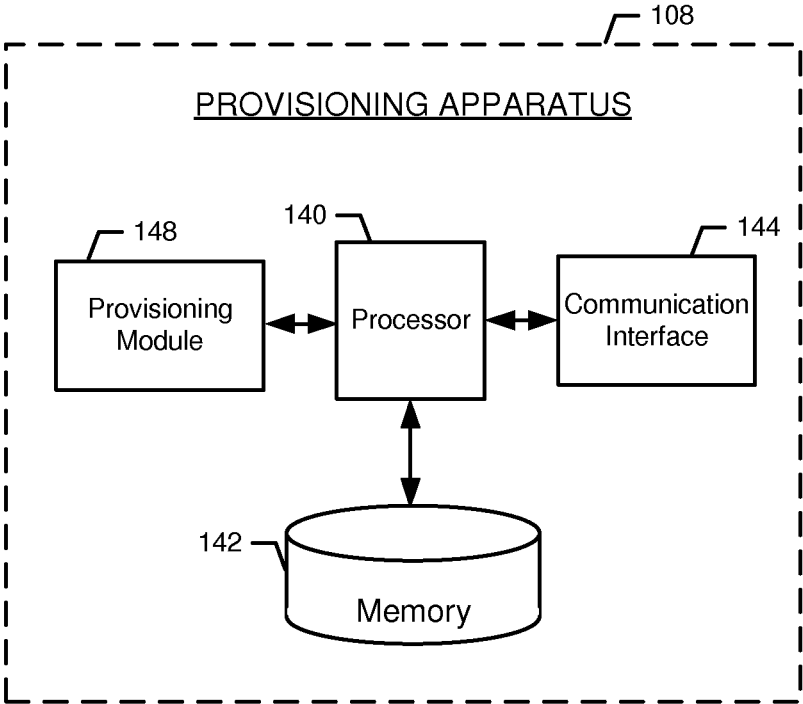 108
PROVISIONING APPARATUS
148
Provisioning
Module
140
Processor
144
Communication
Interface
142
Memory